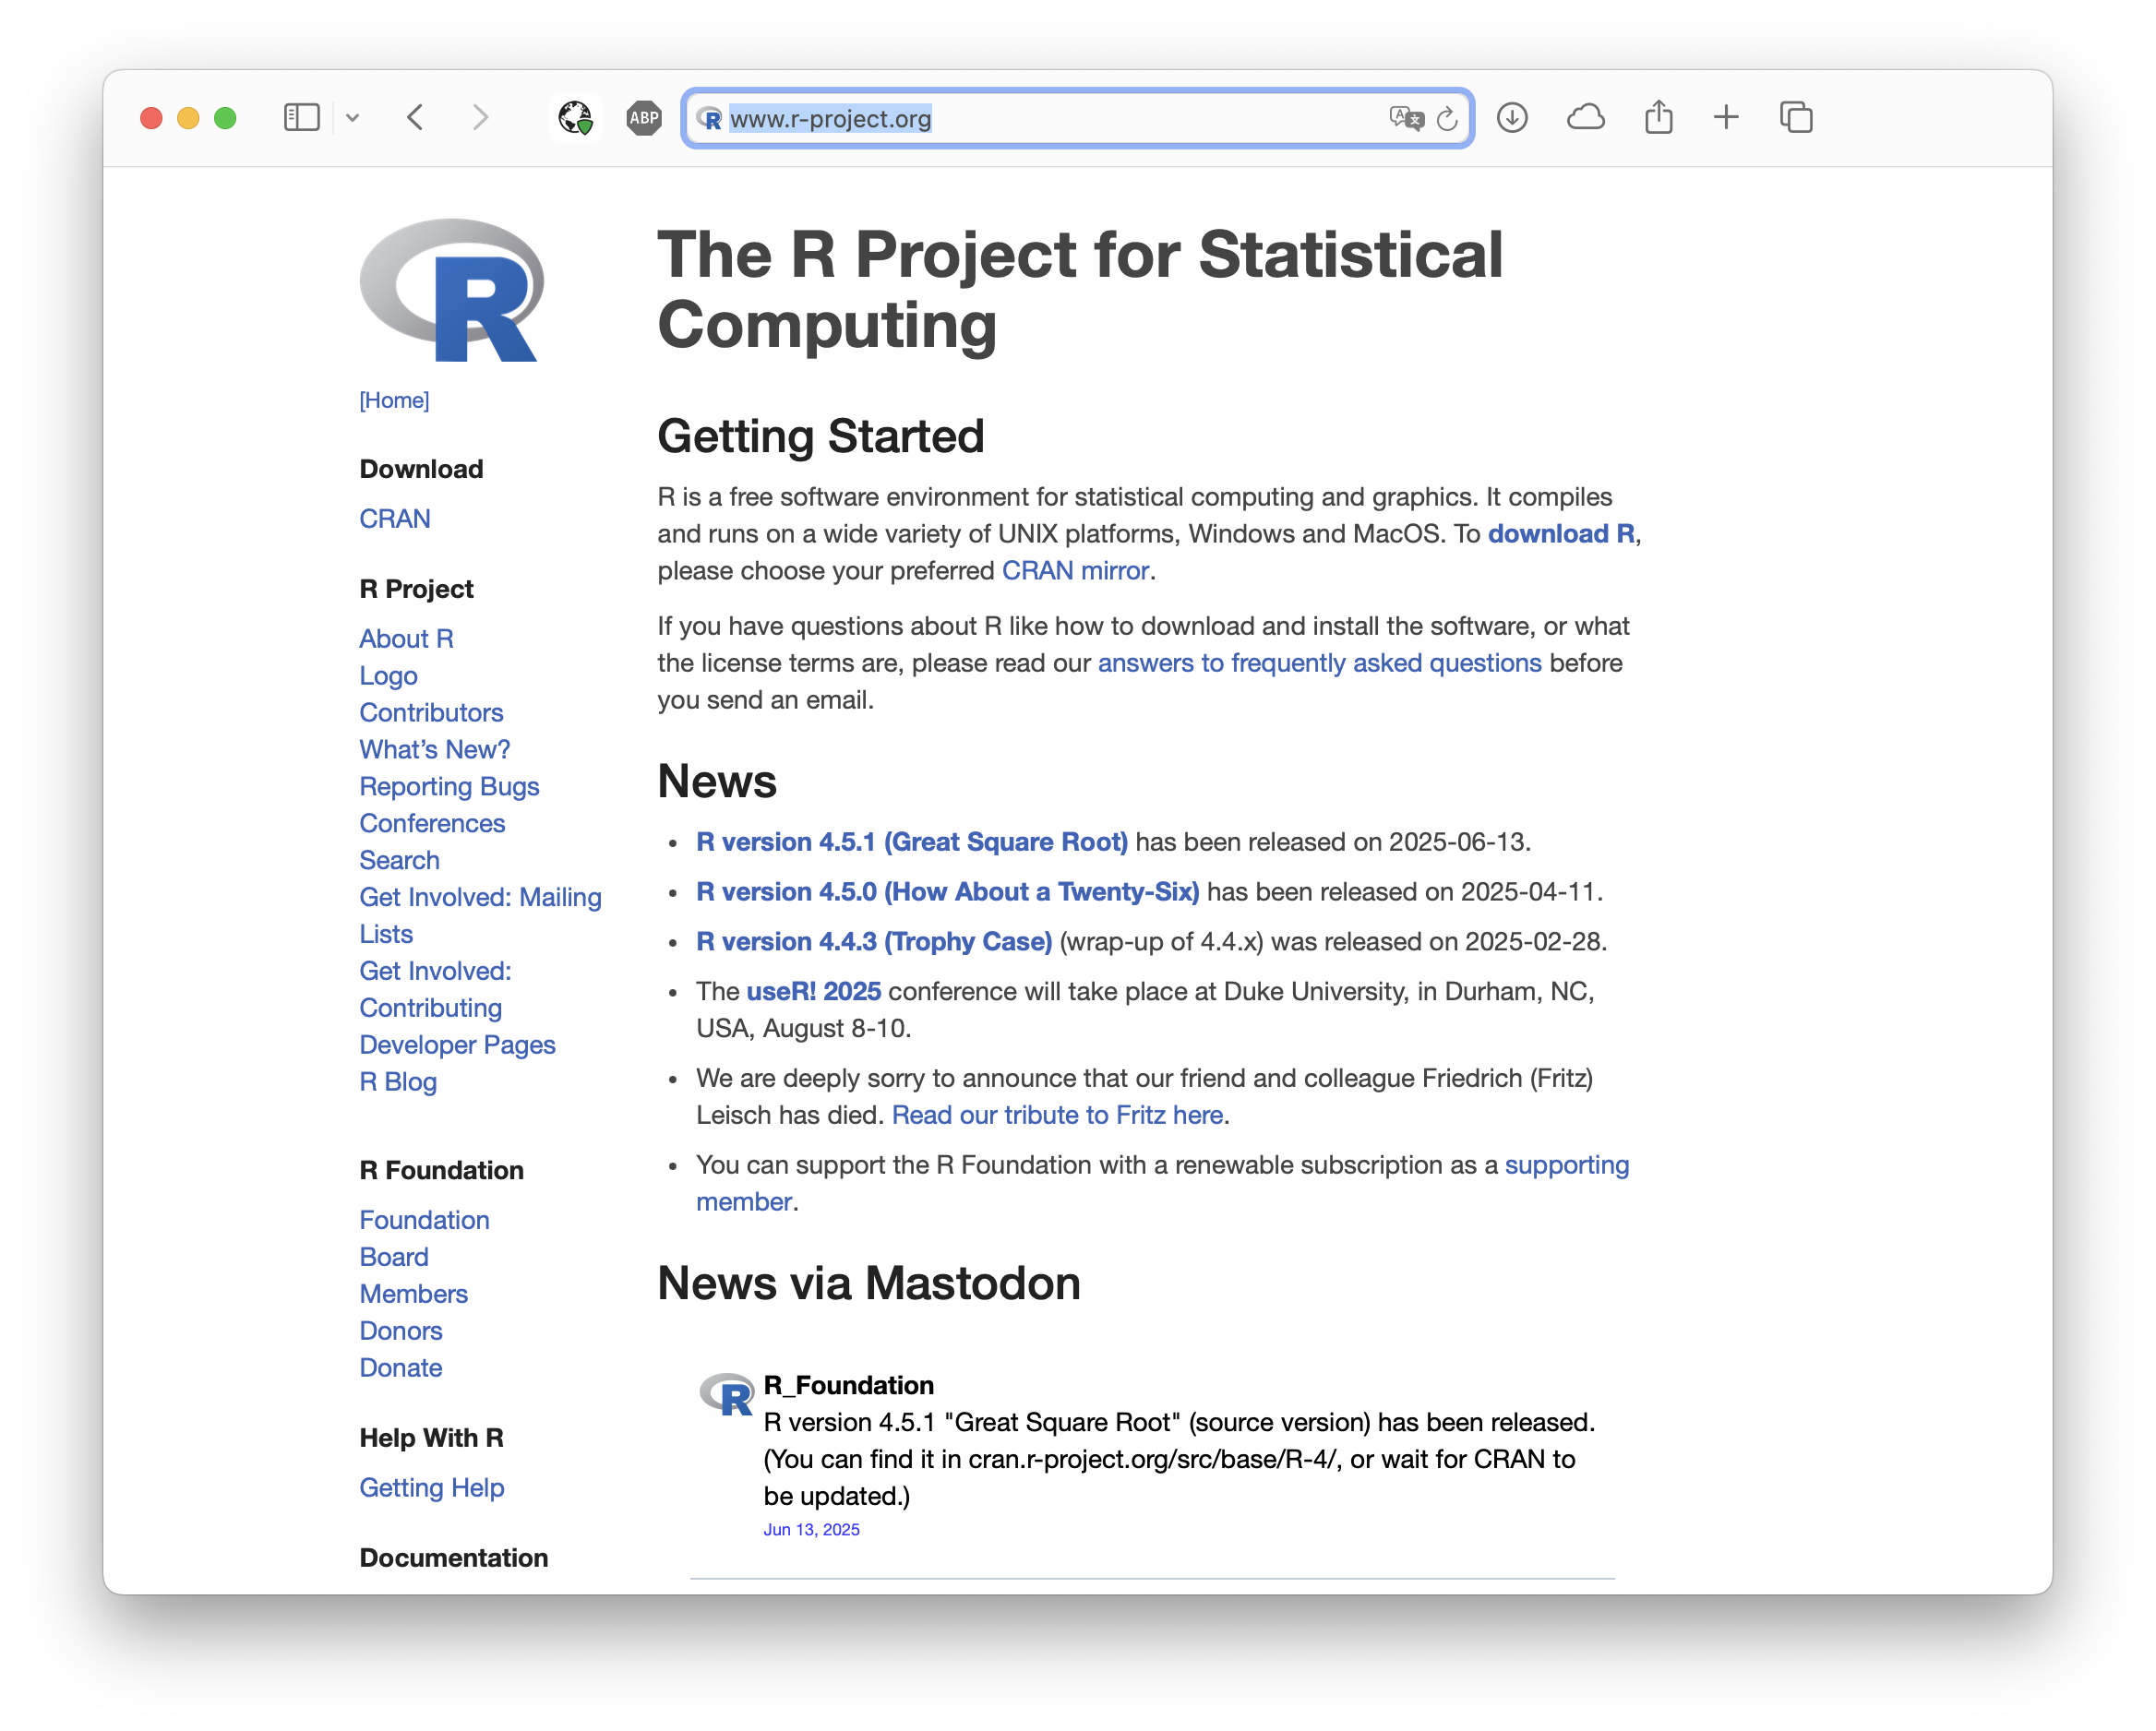 ABP
www.r-project.org
R
[Home]
Download
CRAN
R Project
About R
Logo
Contributors
What’s New?
Reporting Bugs
Conferences
Search
Get Involved: Mailing
Lists
Get Involved:
Contributing
Developer Pages
R Blog
R Foundation
Foundation
Board
Members
Donors
Donate
Help With R
Getting Help
Documentation
The R Project for Statistical
Computing
Getting Started
R is a free software environment for statistical computing and graphics. It compiles
and runs on a wide variety of UNIX platforms, Windows and MacOS. To download R,
please choose your preferred CRAN mirror.
If you have questions about R like how to download and install the software, or what
the license terms are, please read our answers to frequently asked questions before
you send an email.
News
• R version 4.5.1 (Great Square Root) has been released on 2025-06-13.
• R version 4.5.0 (How About a Twenty-Six) has been released on 2025-04-11.
• R version 4.4.3 (Trophy Case) (wrap-up of 4.4.x) was released on 2025-02-28.
• The useR! 2025 conference will take place at Duke University, in Durham, NC,
USA, August 8-10.
• We are deeply sorry to announce that our friend and colleague Friedrich (Fritz)
Leisch has died. Read our tribute to Fritz here.
• You can support the R Foundation with a renewable subscription as a supporting
member.
News via Mastodon
R_Foundation
R version 4.5.1 "Great Square Root" (source version) has been released.
(You can find it in cran.r-project.org/src/base/R-4/, or wait for CRAN to
be updated.)
Jun 13, 2025